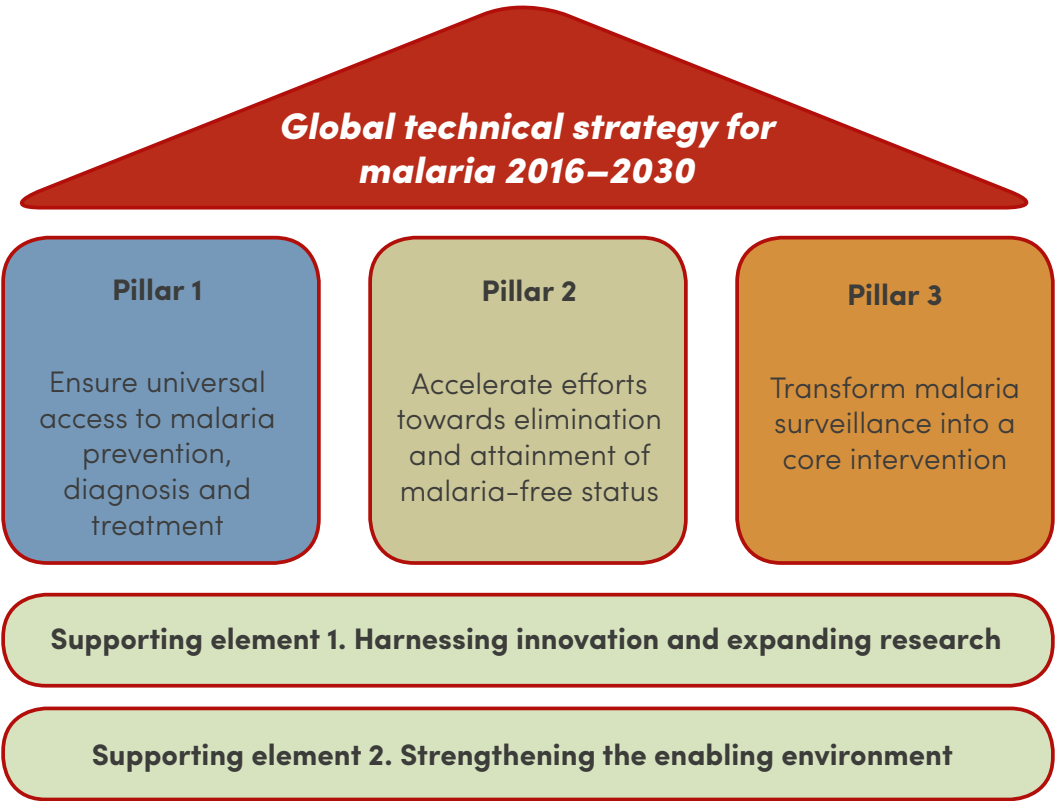 Global technical strategy for
malaria 2016–2030
Pillar 1
Ensure universal
access to malaria
prevention,
diagnosis and
treatment
Pillar 2
Accelerate efforts
towards elimination
and attainment of
malaria-free status
Pillar 3
Transform malaria
surveillance into a
core intervention
Supporting element 1. Harnessing innovation and expanding research
Supporting element 2. Strengthening the enabling environment